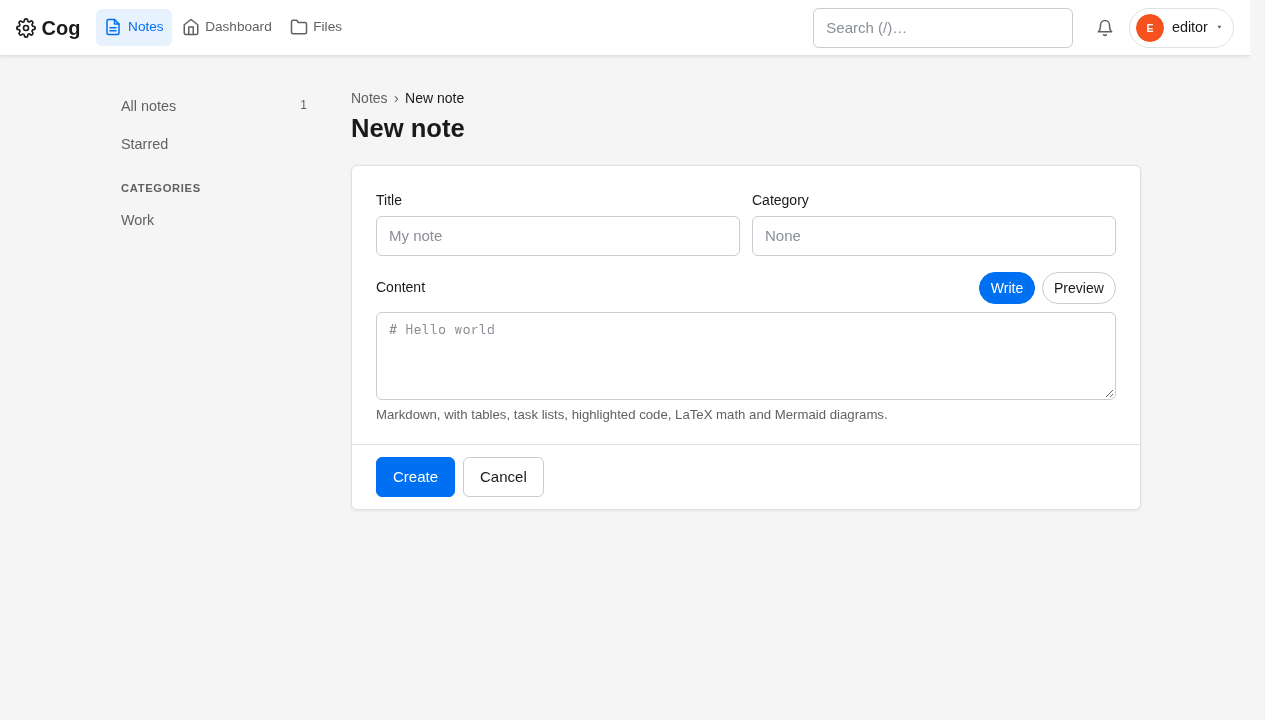 Cog
Notes
Dashboard
Files
Search (/)…
E
editor
All notes 1
Starred
CATEGORIES
Work
Notes › New note
New note
Title
Category
My note
None
Content
Write
Preview
# Hello world
Markdown, with tables, task lists, highlighted code, LaTeX math and Mermaid diagrams.
Create
Cancel